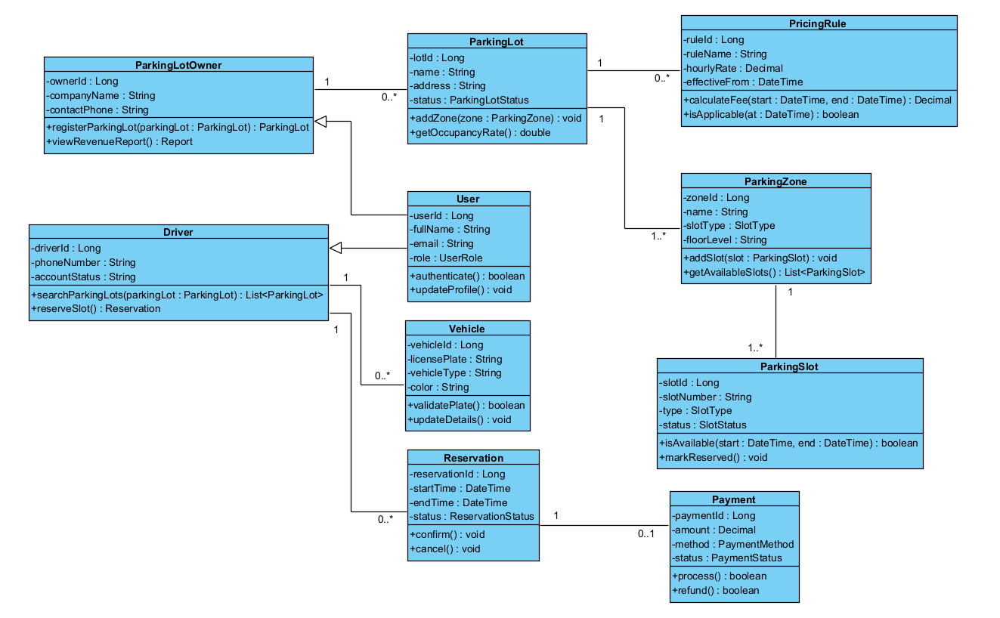 ParkingLotOwner
-ownerId : Long
-companyName : String
-contactPhone : String
+registerParkingLot(parkingLot : ParkingLot) : ParkingLot
+viewRevenueReport() : Report
1
0..*
ParkingLot
-lotId : Long
-name : String
-address : String
-status : ParkingLotStatus
+addZone(zone : ParkingZone) : void
+getOccupancyRate() : double
1
0..*
1
1..*
PricingRule
-ruleId : Long
-ruleName : String
-hourlyRate : Decimal
-effectiveFrom : DateTime
+calculateFee(start : DateTime, end : DateTime) : Decimal
+isApplicable(at : DateTime) : boolean
User
-userId : Long
-fullName : String
-email : String
-role : UserRole
+authenticate() : boolean
+updateProfile() : void
ParkingZone
-zoneId : Long
-name : String
-slotType : SlotType
-floorLevel : String
+addSlot(slot : ParkingSlot) : void
+getAvailableSlots() : List<ParkingSlot>
1
1..*
Driver
-driverId : Long
-phoneNumber : String
-accountStatus : String
+searchParkingLots(parkingLot : ParkingLot) : List<ParkingLot>
+reserveSlot() : Reservation
1
0..*
1
0..*
Vehicle
-vehicleId : Long
-licensePlate : String
-vehicleType : String
-color : String
+validatePlate() : boolean
+updateDetails() : void
ParkingSlot
-slotId : Long
-slotNumber : String
-type : SlotType
-status : SlotStatus
+isAvailable(start : DateTime, end : DateTime) : boolean
+markReserved() : void
Reservation
-reservationId : Long
-startTime : DateTime
-endTime : DateTime
-status : ReservationStatus
+confirm() : void
+cancel() : void
1
0..1
Payment
-paymentId : Long
-amount : Decimal
-method : PaymentMethod
-status : PaymentStatus
+process() : boolean
+refund() : boolean